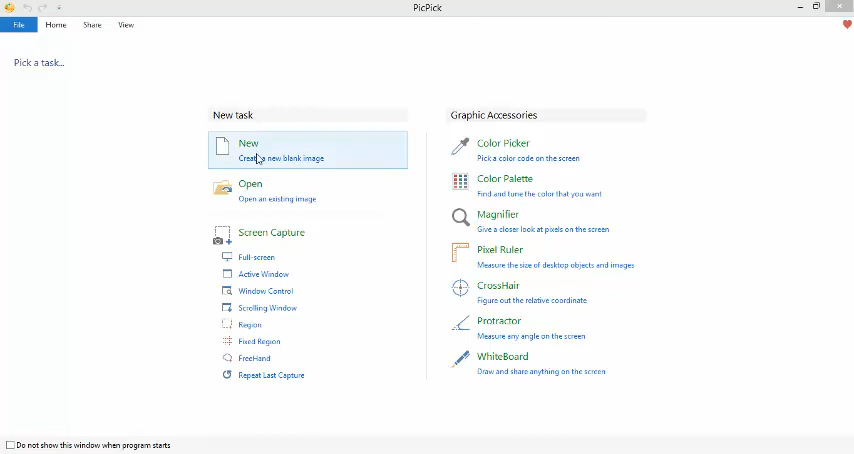 PicPick
File Home Share View
Pick a task...
New task
New
Create a new blank image
Open
Open an existing image
Screen Capture
Full-screen
Active Window
Window Control
Scrolling Window
Region
Fixed Region
FreeHand
Repeat Last Capture
Graphic Accessories
Color Picker
Pick a color code on the screen
Color Palette
Find and tune the color that you want
Magnifier
Give a closer look at pixels on the screen
Pixel Ruler
Measure the size of desktop objects and images
CrossHair
Figure out the relative coordinate
Protractor
Measure any angle on the screen
WhiteBoard
Draw and share anything on the screen
Do not show this window when program starts